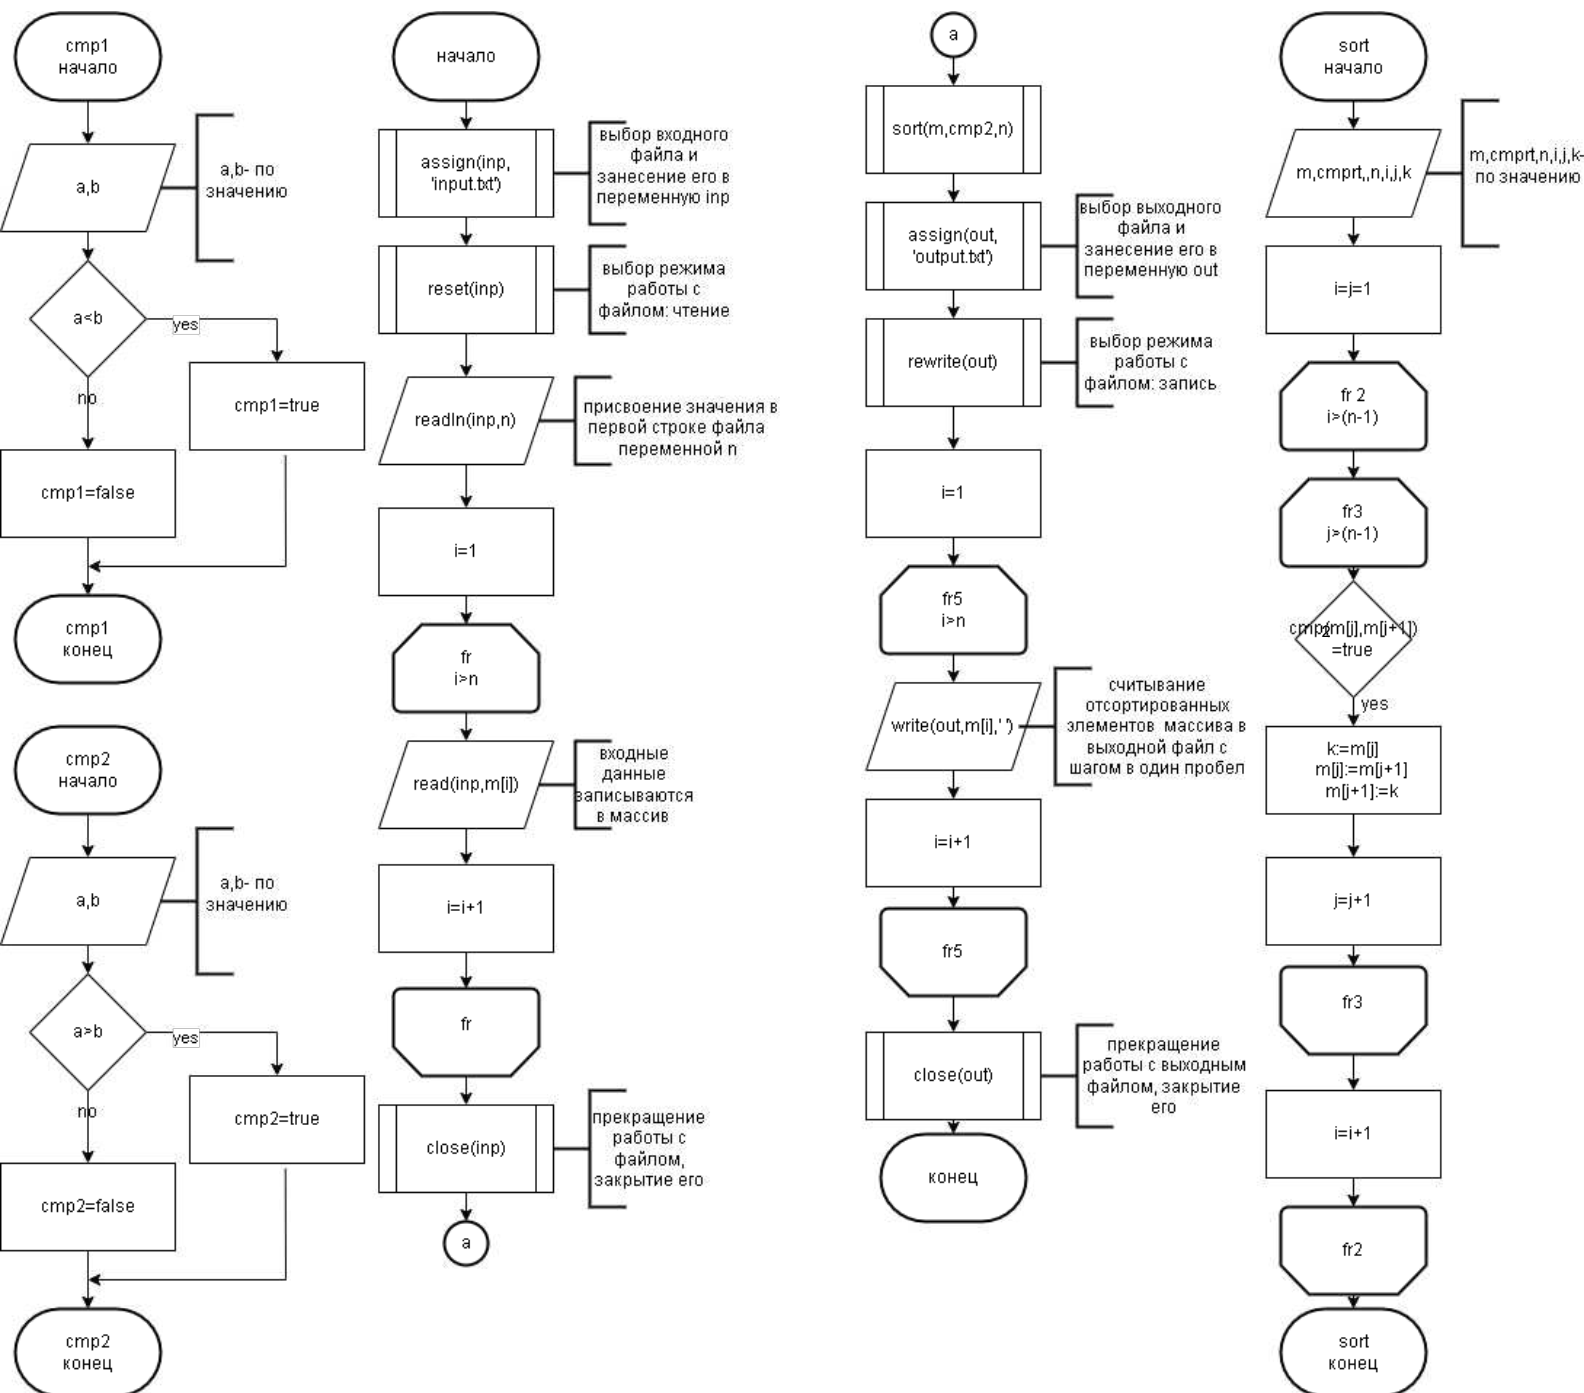 cmp1
начало
a,b
a,b- по
значению
a<b
yes
no
cmp1=true
cmp1=false
cmp1
конец
cmp2
начало
a,b
a,b- по
значению
a>b
yes
no
cmp2=true
cmp2=false
cmp2
конец
начало
assign(inp,
'input.txt')
выбор входного
файла и
занесение его в
переменную inp
reset(inp)
выбор режима
работы с
файлом: чтение
readln(inp,n)
присвоение значения в
первой строке файла
переменной n
i=1
fr
i>n
read(inp,m[i])
входные
данные
записываются
в массив
i=i+1
fr
close(inp)
прекращение
работы с
файлом,
закрытие его
a
a
sort(m,cmp2,n)
assign(out,
'output.txt')
выбор выходного
файла и
занесение его в
переменную out
rewrite(out)
выбор режима
работы с
файлом: запись
i=1
fr5
i>n
write(out,m[i],' ')
считывание
отсортированных
элементов массива в
выходной файл с
шагом в один пробел
i=i+1
fr5
close(out)
прекращение
работы с выходным
файлом, закрытие
его
конец
sort
начало
m,cmprt,,n,i,j,k
m,cmprt,n,i,j,k-
по значению
i=j=1
fr 2
i>(n-1)
fr3
j>(n-1)
cmp(m[j],m[j+1])
2
=true
yes
k:=m[j]
m[j]:=m[j+1]
m[j+1]:=k
j=j+1
fr3
i=i+1
fr2
sort
конец